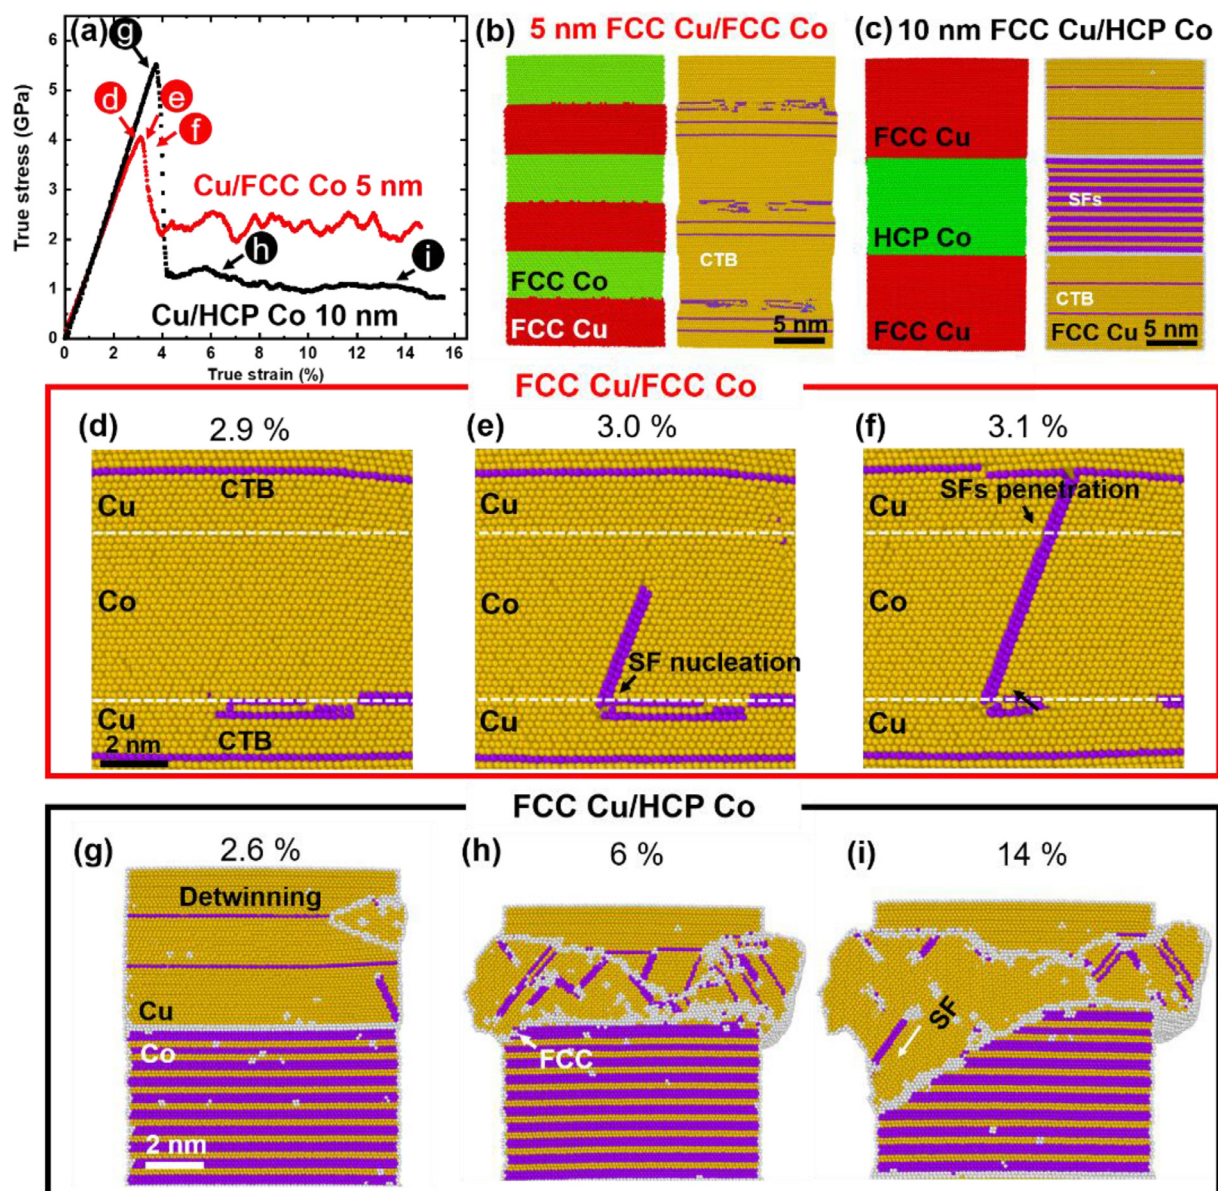 (a)
True stress (GPa)
6
5
4
3
2
1
0
0 2 4 6 8 10 12 14 16
True strain (%)
g
d
e
f
h
i
Cu/FCC Co 5 nm
Cu/HCP Co 10 nm
(b) 5 nm FCC Cu/FCC Co
FCC Co
FCC Cu
CTB
5 nm
(c) 10 nm FCC Cu/HCP Co
FCC Cu
HCP Co
FCC Cu
SFs
CTB
FCC Cu
5 nm
FCC Cu/FCC Co
(d) 2.9 %
CTB
Cu
Co
Cu
CTB
2 nm
(e) 3.0 %
Cu
Co
SF nucleation
Cu
(f) 3.1 %
SFs penetration
Cu
Co
Cu
FCC Cu/HCP Co
(g) 2.6 %
Detwinning
Cu
Co
2 nm
(h) 6 %
FCC
(i) 14 %
SF